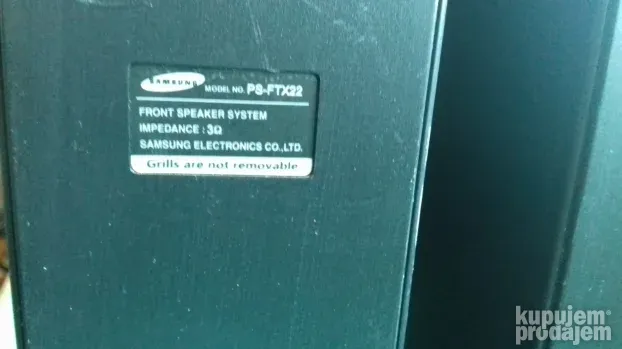 SAMSUNG MODEL NO. PS-FTX22
FRONT SPEAKER SYSTEM
IMPEDANCE : 3Ω
SAMSUNG ELECTRONICS CO.,LTD.
Grills are not removable
kupujem
prodajem